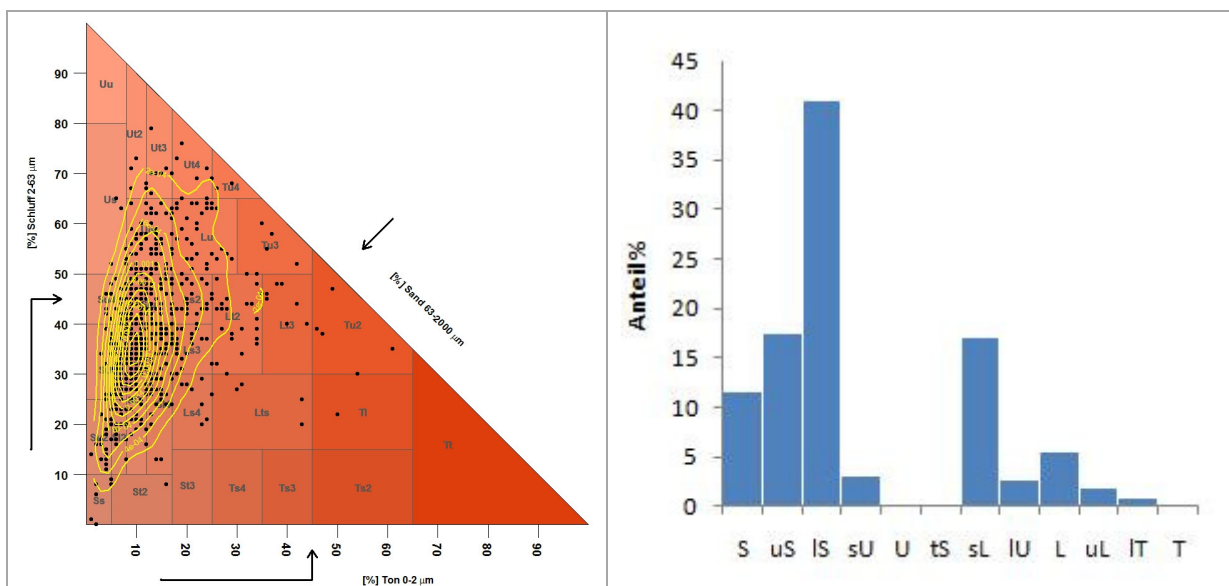 [%] Schluff 2-63 µm
90
80
70
60
50
40
30
20
10
Uu
Ut2
Ut3
Ut4
Us
Tu4
Lu
Tu3
Lt2
Lt3
Tu2
Ls3
Ls4
Lts
Tl
Tt
Ss
St2
St3
Ts4
Ts3
Ts2
[%] Sand 63-2000 µm
10 20 30 40 50 60 70 80 90
[%] Ton 0-2 µm
Anteil%
45
40
35
30
25
20
15
10
5
0
S uS lS sU U tS sL lU L uL lT T